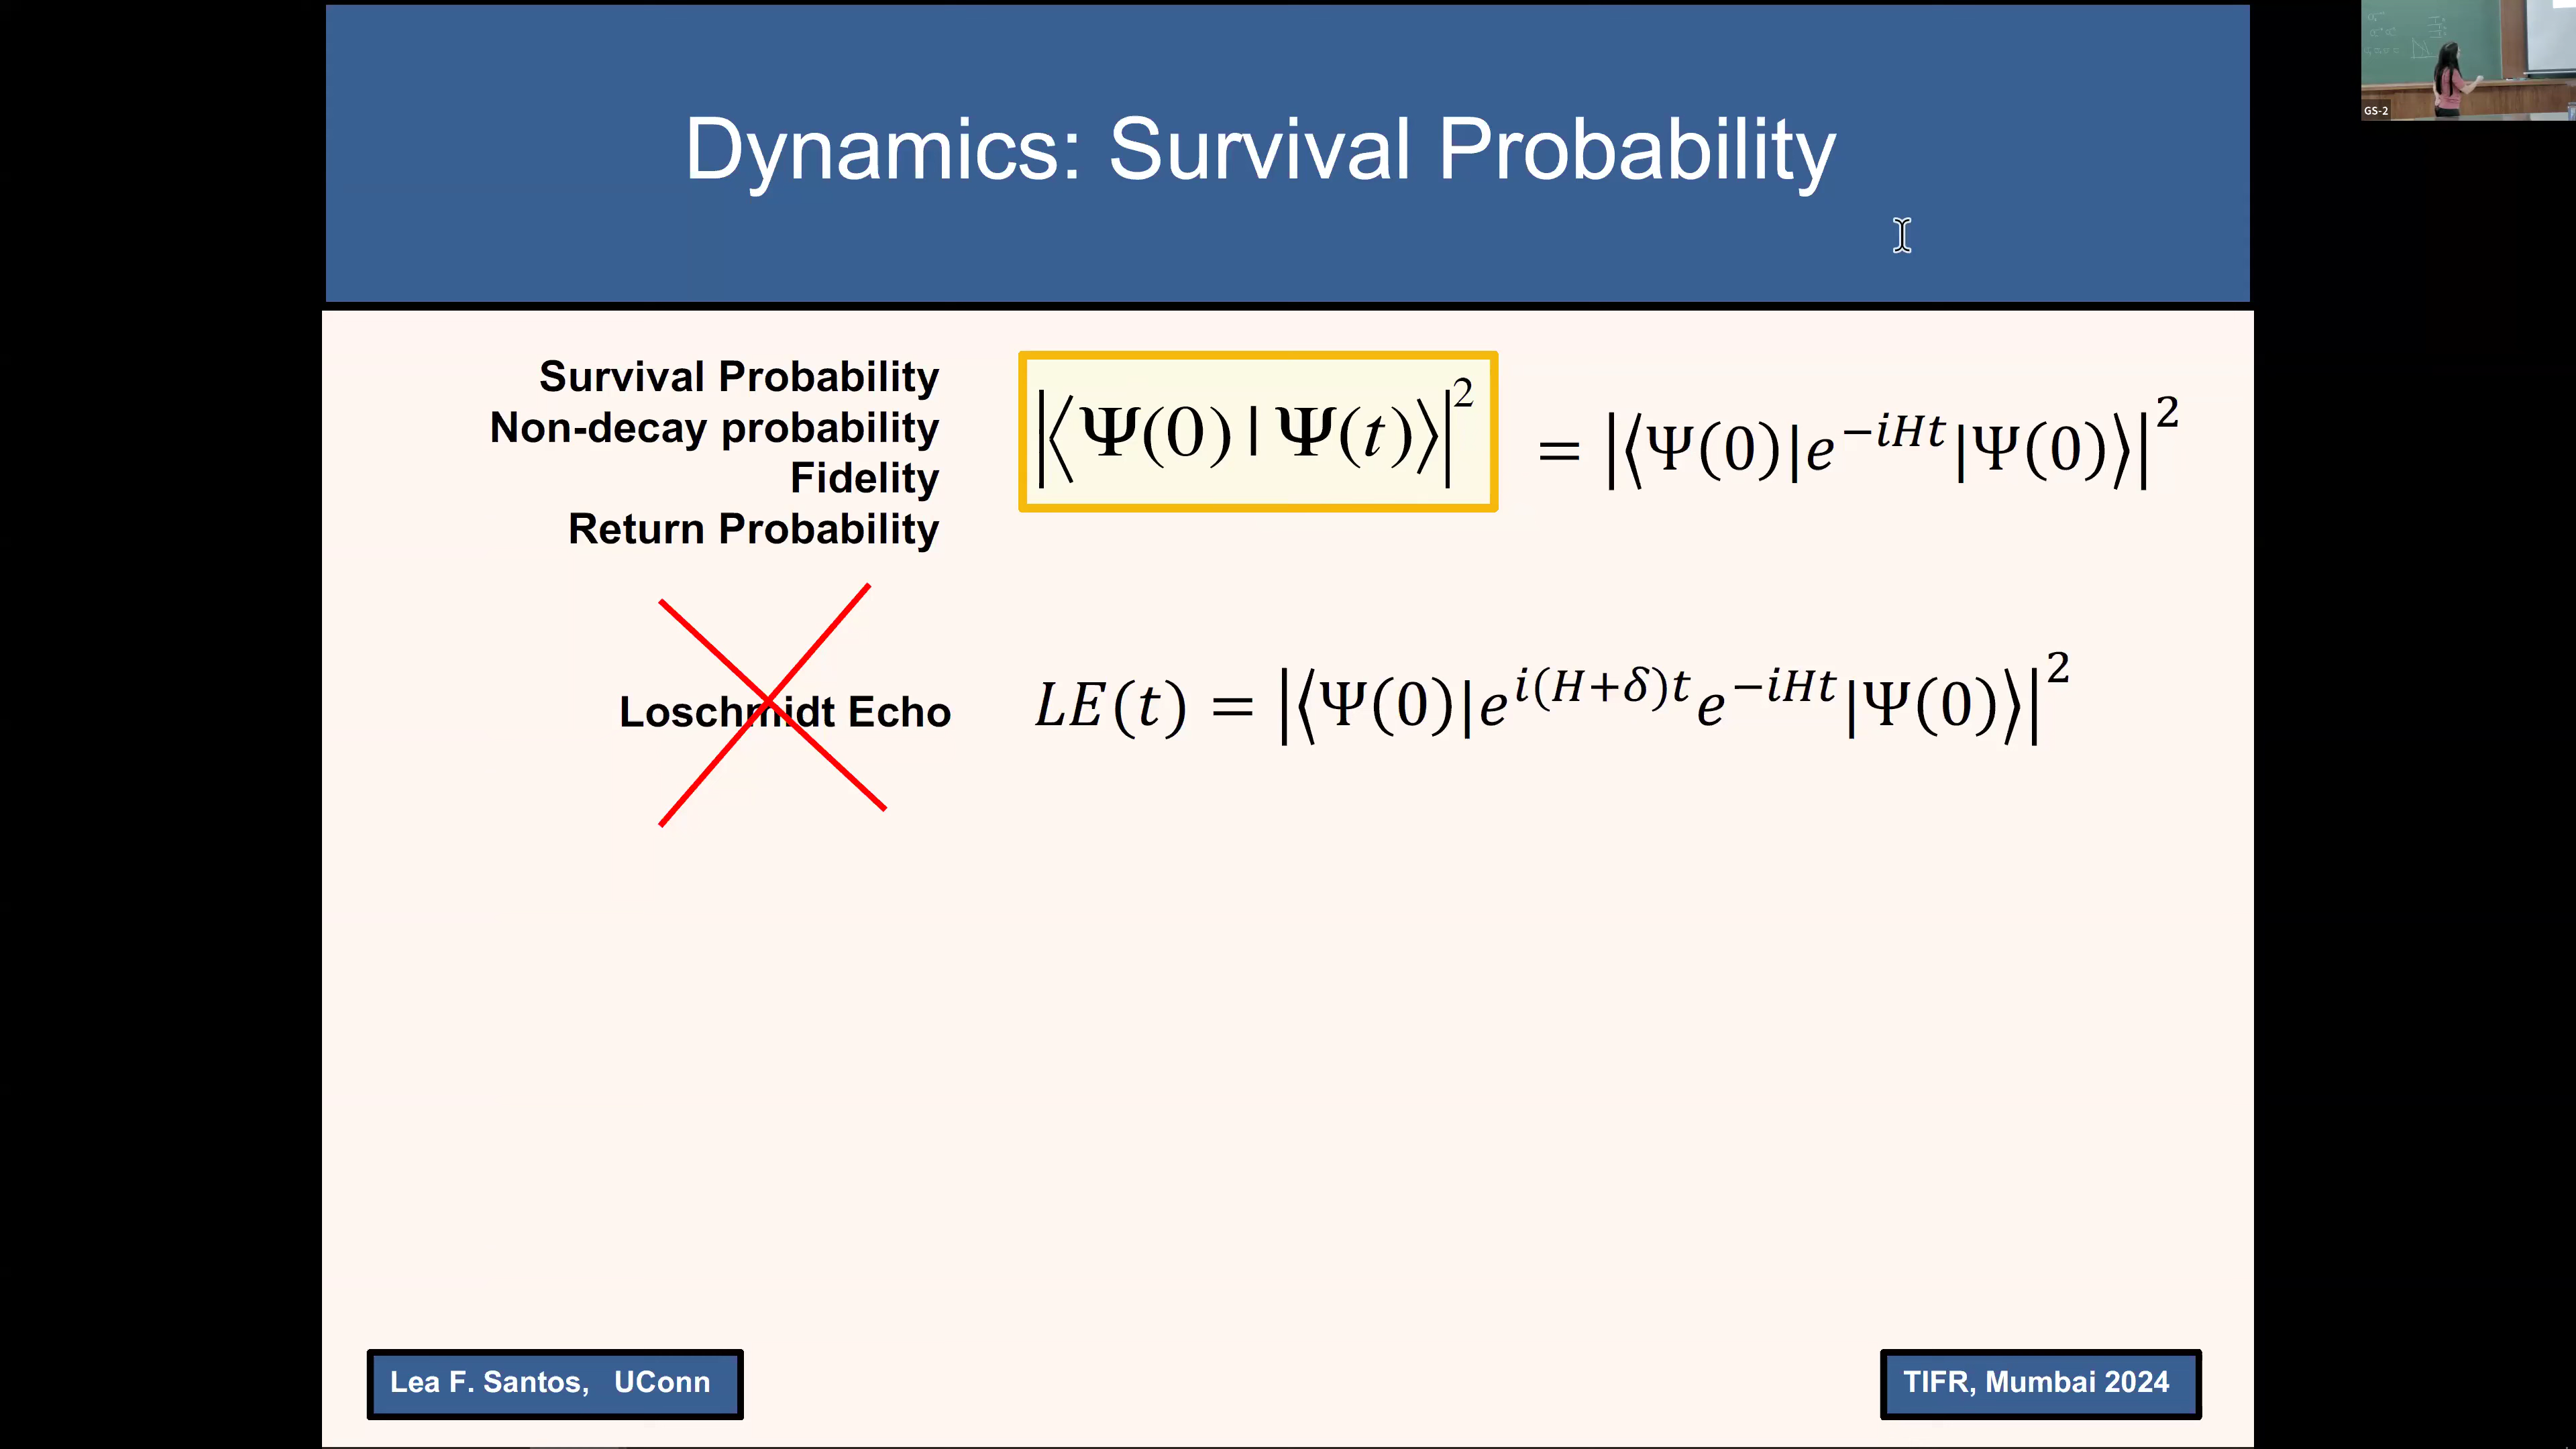 Dynamics: Survival Probability
GS-2
Survival Probability
Non-decay probability
Fidelity
Return Probability
|⟨Ψ(0) | Ψ(t)⟩|² = |⟨Ψ(0)|e^{−iHt}|Ψ(0)⟩|²
Loschmidt Echo LE(t) = |⟨Ψ(0)|e^{i(H+δ)t}e^{−iHt}|Ψ(0)⟩|²
Lea F. Santos, UConn
TIFR, Mumbai 2024